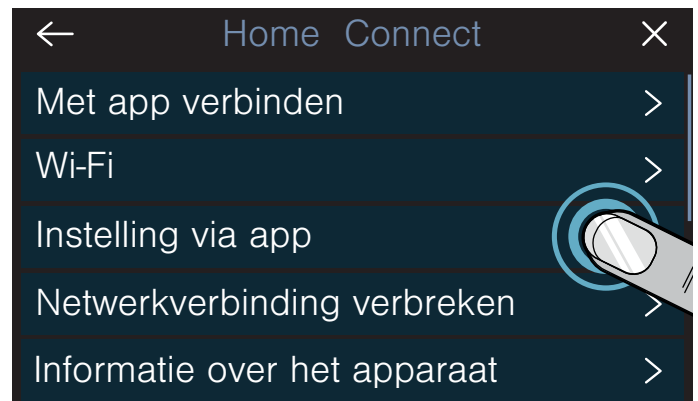 Home Connect
Met app verbinden
Wi-Fi
Instelling via app
Netwerkverbinding verbreken
Informatie over het apparaat